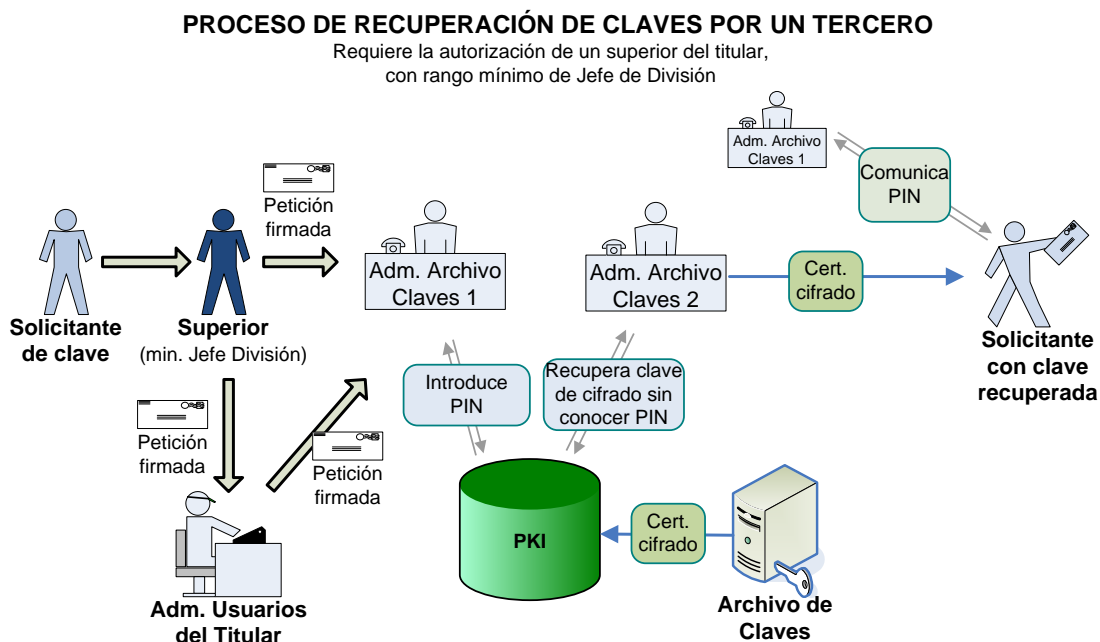 PROCESO DE RECUPERACIÓN DE CLAVES POR UN TERCERO
Requiere la autorización de un superior del titular,
con rango mínimo de Jefe de División
Adm. Archivo
Claves 1
Comunica
PIN
Petición
firmada
Adm. Archivo
Claves 1
Adm. Archivo
Claves 2
Cert.
cifrado
Solicitante
de clave
Superior
(min. Jefe División)
Solicitante
con clave
recuperada
Introduce
PIN
Recupera clave
de cifrado sin
conocer PIN
Petición
firmada
Petición
firmada
PKI
Cert.
cifrado
Adm. Usuarios
del Titular
Archivo de
Claves